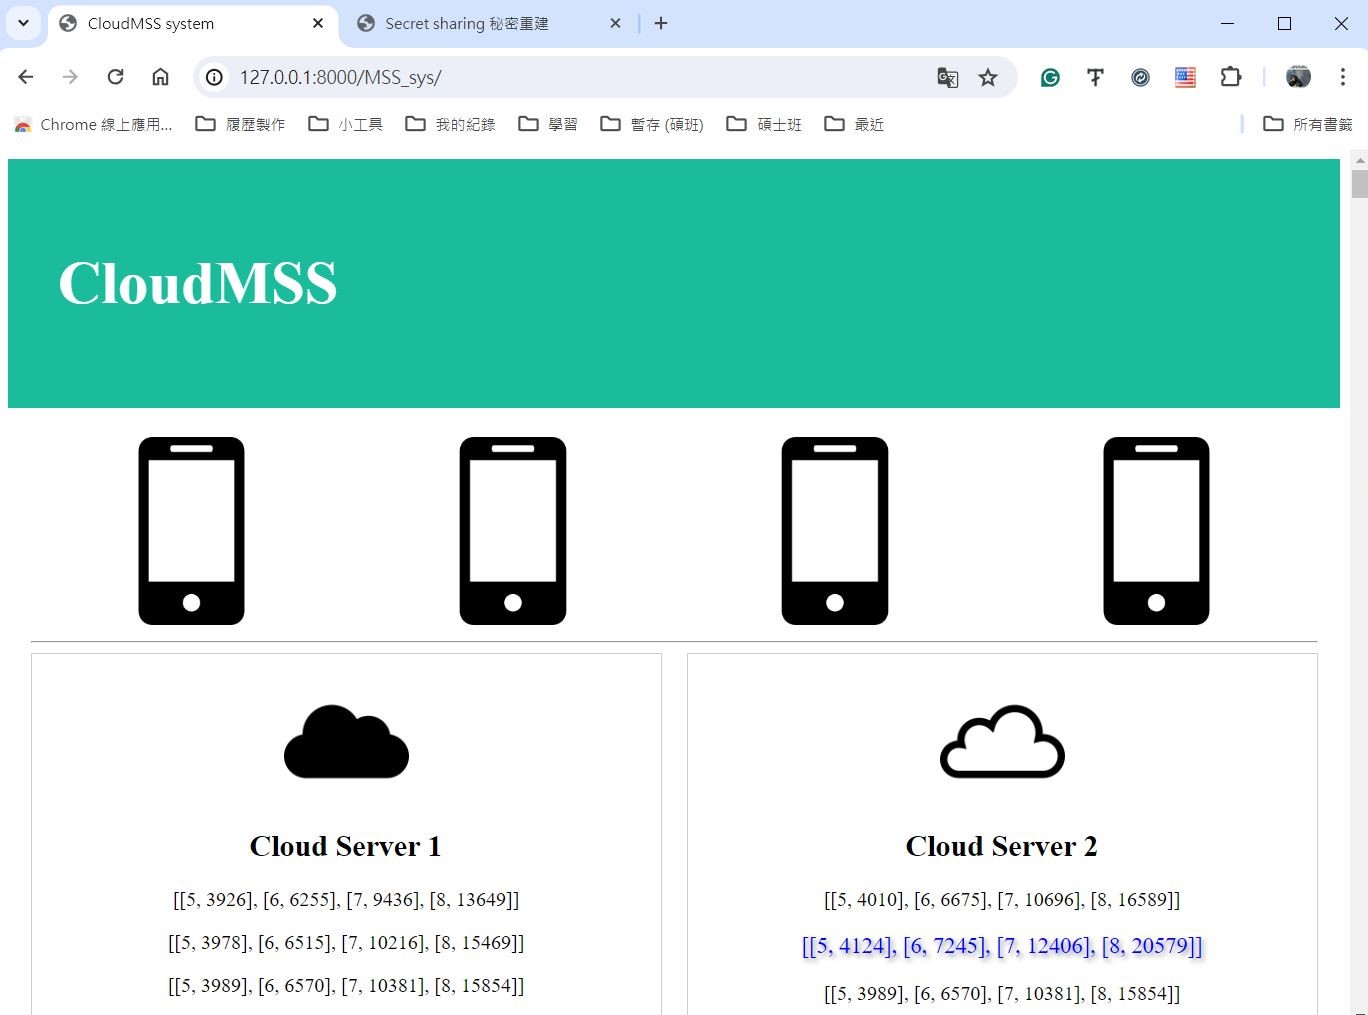 CloudMSS system
Secret sharing 秘密重建
127.0.0.1:8000/MSS_sys/
Chrome 線上應用... 履歷製作 小工具 我的紀錄 學習 暫存 (碩班) 碩士班 最近 所有書籤
CloudMSS
Cloud Server 1
[[5, 3926], [6, 6255], [7, 9436], [8, 13649]]
[[5, 3978], [6, 6515], [7, 10216], [8, 15469]]
[[5, 3989], [6, 6570], [7, 10381], [8, 15854]]
Cloud Server 2
[[5, 4010], [6, 6675], [7, 10696], [8, 16589]]
[[5, 4124], [6, 7245], [7, 12406], [8, 20579]]
[[5, 3989], [6, 6570], [7, 10381], [8, 15854]]